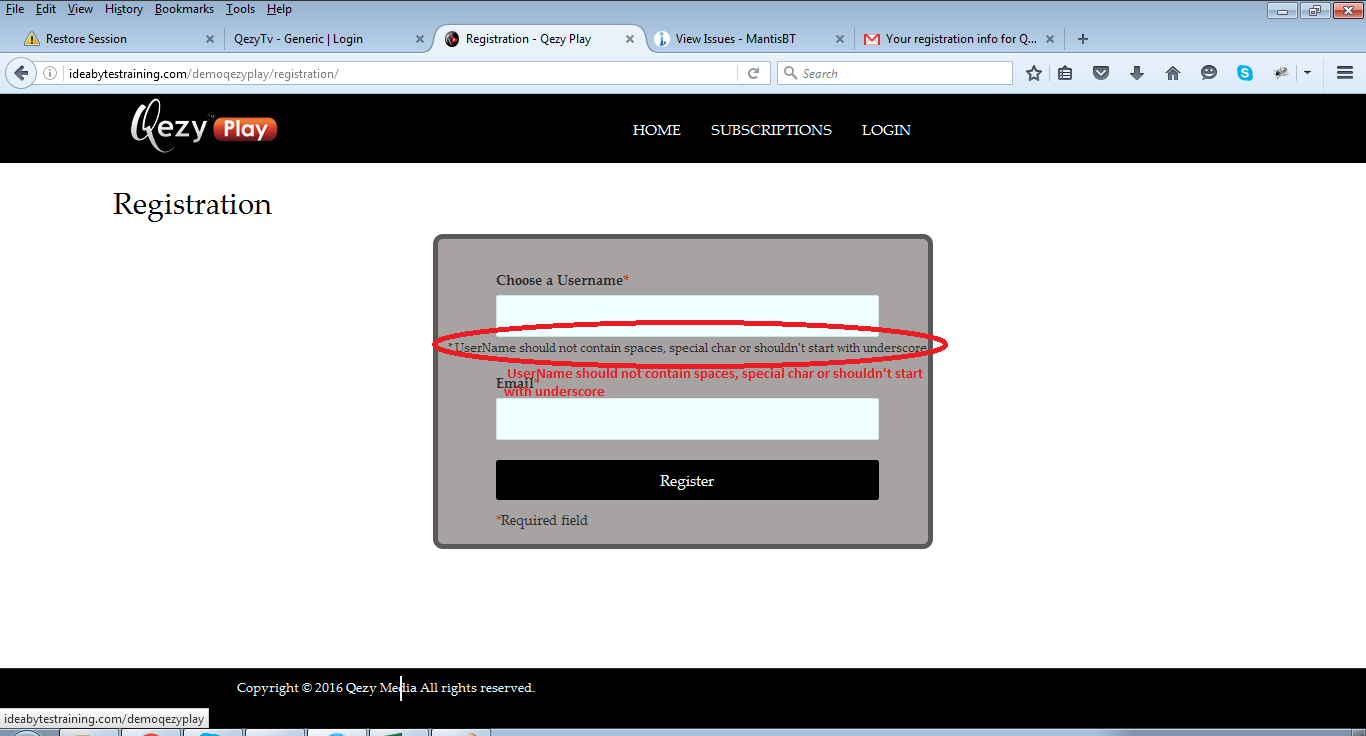 File Edit View History Bookmarks Tools Help
Restore Session
QezyTv - Generic | Login
Registration - Qezy Play
View Issues - MantisBT
Your registration info for Q...
ideabytestraining.com/demoqezyplay/registration/
Search
Qezy Play
HOME SUBSCRIPTIONS LOGIN
Registration
Choose a Username*
* UserName should not contain spaces, special char or shouldn't start with underscore
UserName should not contain spaces, special char or shouldn't start
with underscore
Email*
Register
*Required field
Copyright © 2016 Qezy Media All rights reserved.
ideabytestraining.com/demoqezyplay